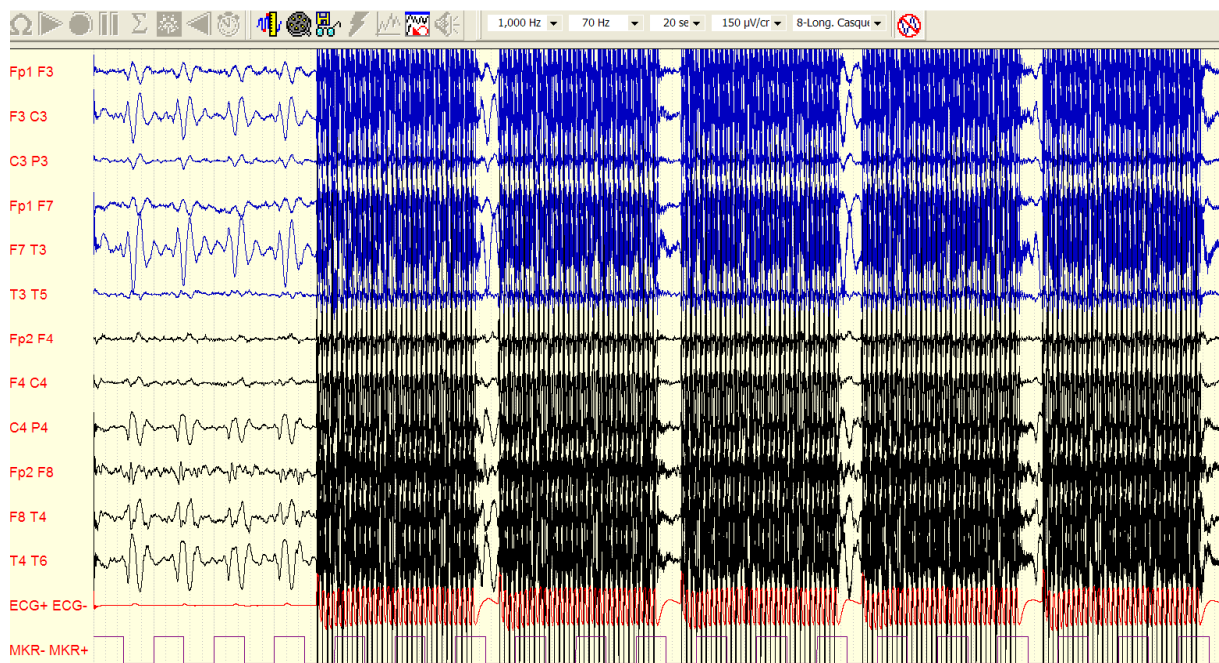 1,000 Hz 70 Hz 20 se 150 µV/cr 8-Long. Casque
Fp1 F3
F3 C3
C3 P3
Fp1 F7
F7 T3
T3 T5
Fp2 F4
F4 C4
C4 P4
Fp2 F8
F8 T4
T4 T6
ECG+ ECG-
MKR- MKR+